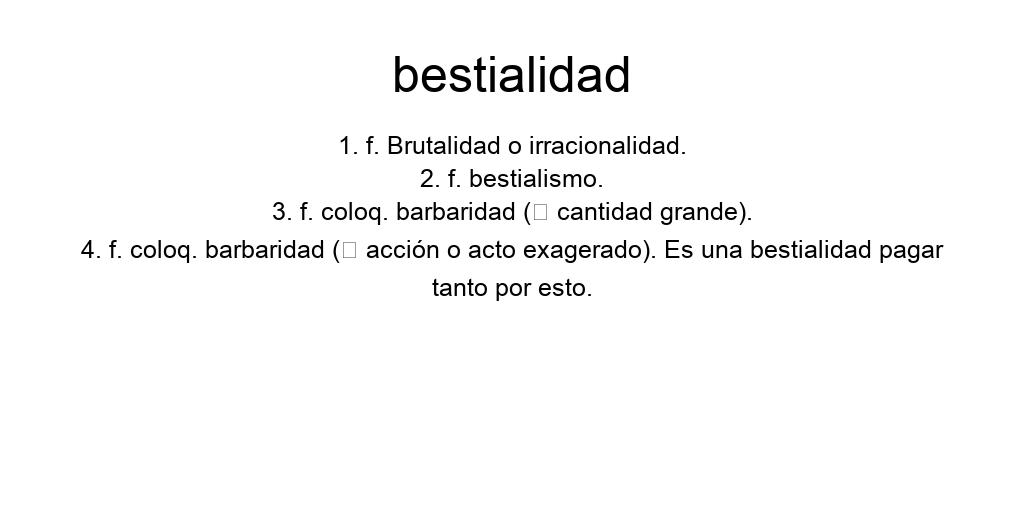 bestialidad
1. f. Brutalidad o irracionalidad.
2. f. bestialismo.
3. f. coloq. barbaridad (□ cantidad grande).
4. f. coloq. barbaridad (□ acción o acto exagerado). Es una bestialidad pagar
tanto por esto.